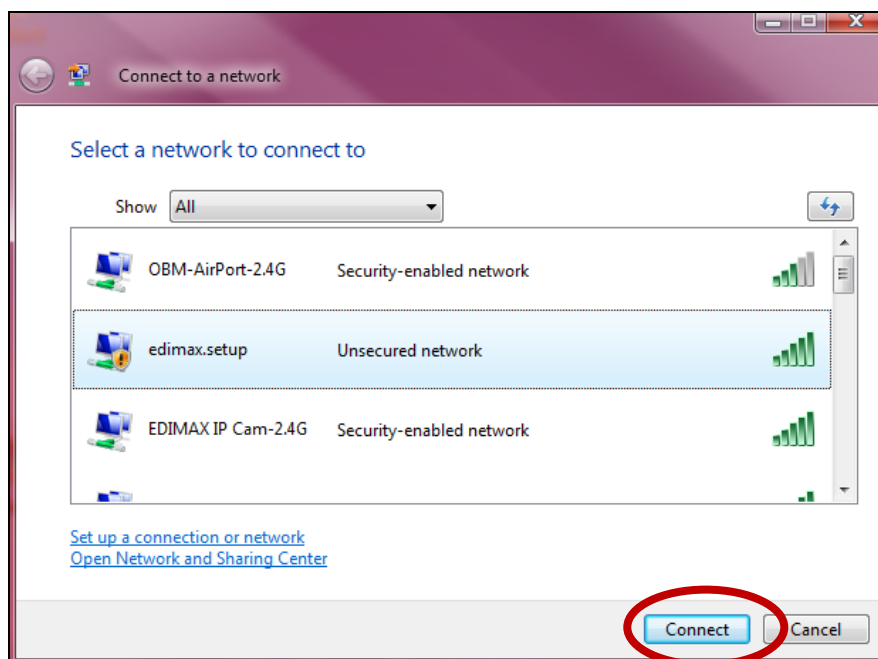 Connect to a network
Select a network to connect to
Show All
OBM-AirPort-2.4G Security-enabled network
edimax.setup Unsecured network
EDIMAX IP Cam-2.4G Security-enabled network
Set up a connection or network
Open Network and Sharing Center
Connect Cancel